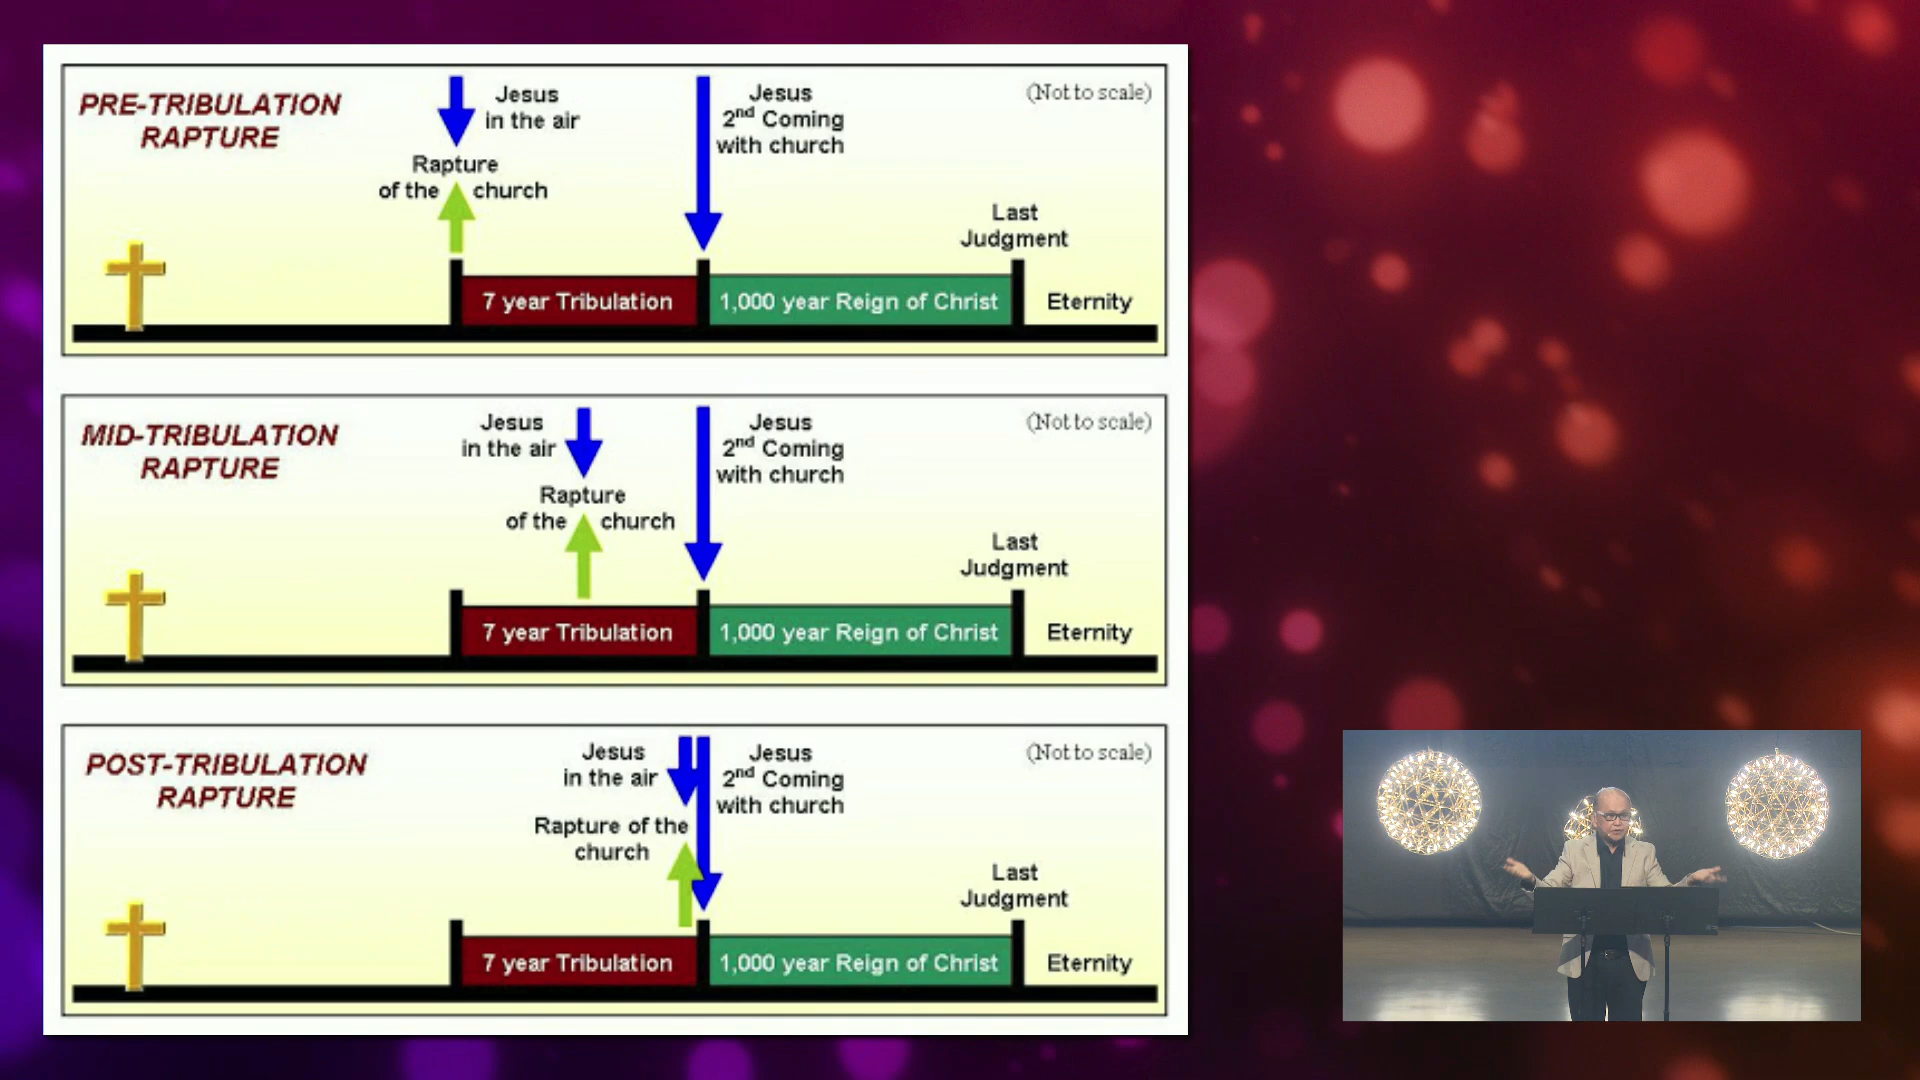 PRE-TRIBULATION
RAPTURE
Jesus
in the air
Rapture
of the church
Jesus
2nd Coming
with church
(Not to scale)
Last
Judgment
7 year Tribulation
1,000 year Reign of Christ
Eternity
MID-TRIBULATION
RAPTURE
Jesus
in the air
Rapture
of the church
Jesus
2nd Coming
with church
(Not to scale)
Last
Judgment
7 year Tribulation
1,000 year Reign of Christ
Eternity
POST-TRIBULATION
RAPTURE
Jesus
in the air
Rapture of the
church
Jesus
2nd Coming
with church
(Not to scale)
Last
Judgment
7 year Tribulation
1,000 year Reign of Christ
Eternity